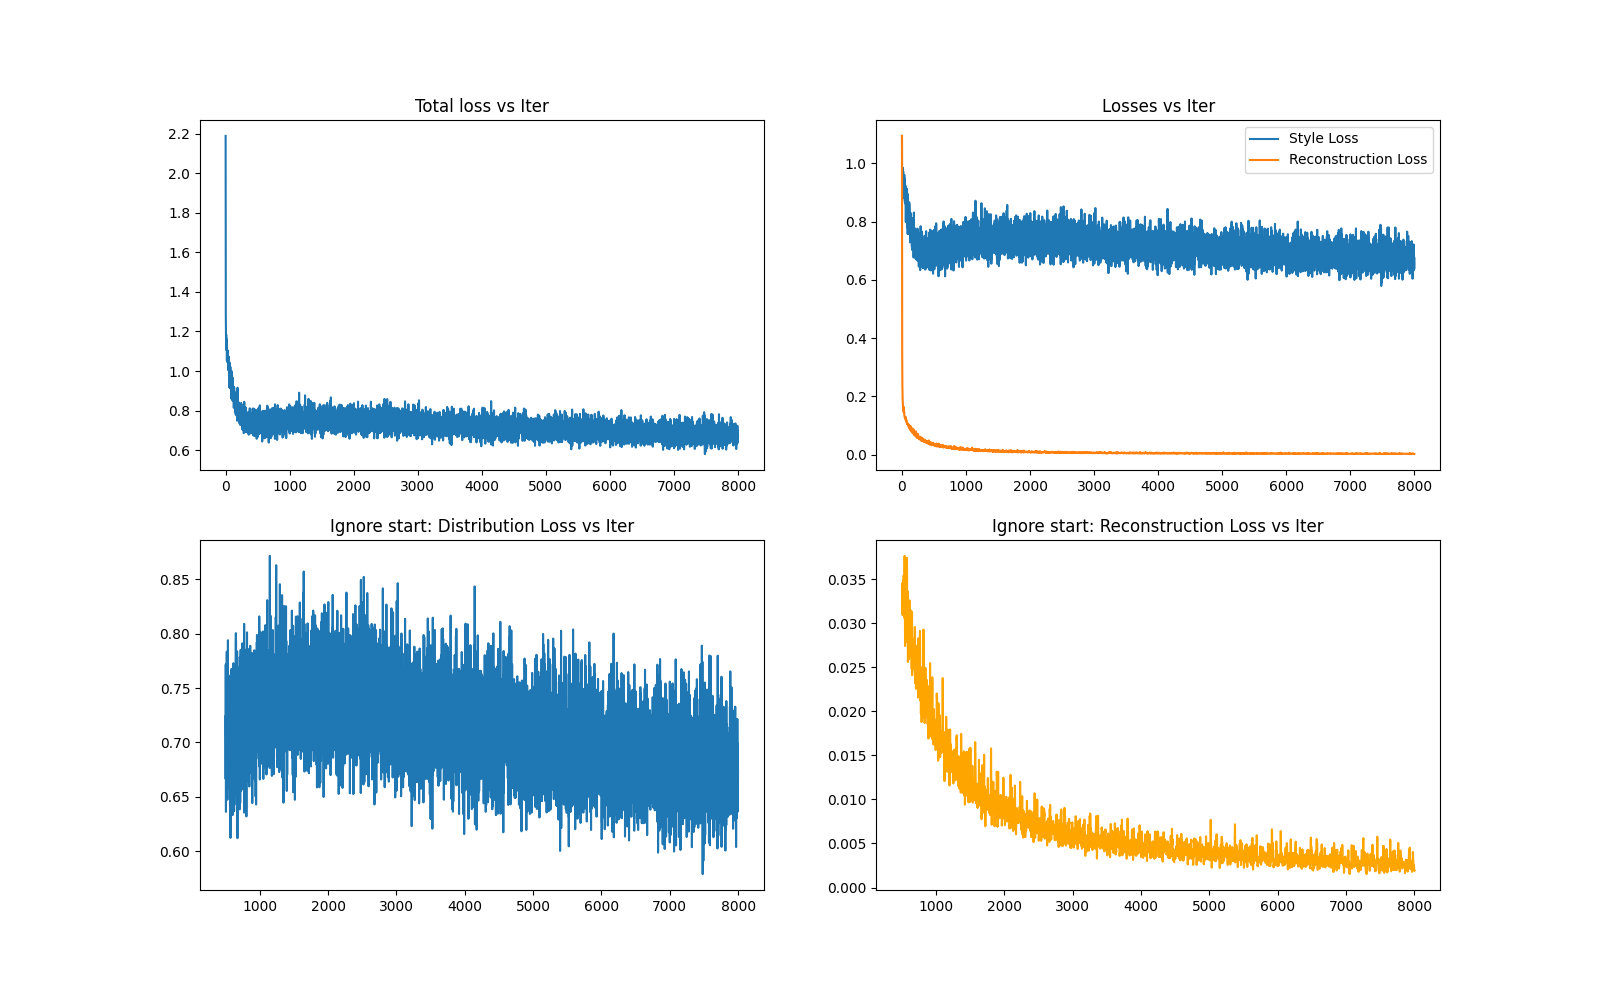 Total loss vs Iter
2.2
2.0
1.8
1.6
1.4
1.2
1.0
0.8
0.6
0 1000 2000 3000 4000 5000 6000 7000 8000
Losses vs Iter
Style Loss
Reconstruction Loss
1.0
0.8
0.6
0.4
0.2
0.0
0 1000 2000 3000 4000 5000 6000 7000 8000
Ignore start: Distribution Loss vs Iter
0.85
0.80
0.75
0.70
0.65
0.60
1000 2000 3000 4000 5000 6000 7000 8000
Ignore start: Reconstruction Loss vs Iter
0.035
0.030
0.025
0.020
0.015
0.010
0.005
0.000
1000 2000 3000 4000 5000 6000 7000 8000